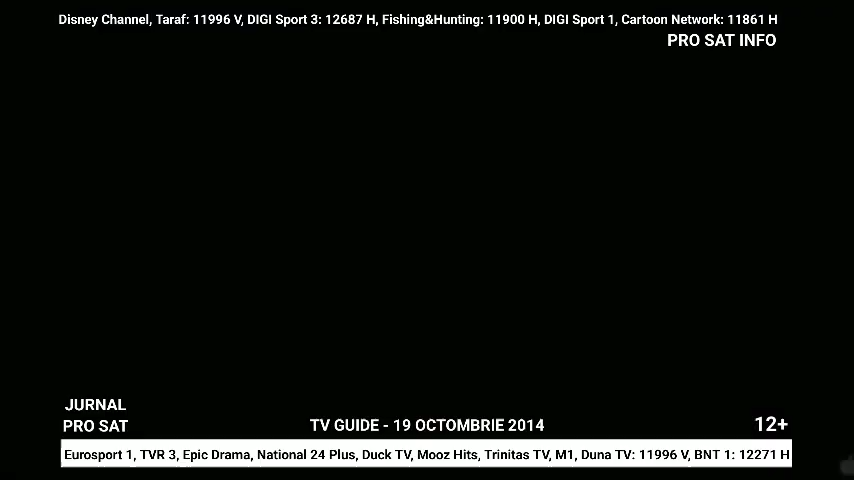 Disney Channel, Taraf: 11996 V, DIGI Sport 3: 12687 H, Fishing&Hunting: 11900 H, DIGI Sport 1, Cartoon Network: 11861 H
PRO SAT INFO
JURNAL
PRO SAT
TV GUIDE - 19 OCTOMBRIE 2014
12+
Eurosport 1, TVR 3, Epic Drama, National 24 Plus, Duck TV, Mooz Hits, Trinitas TV, M1, Duna TV: 11996 V, BNT 1: 12271 H